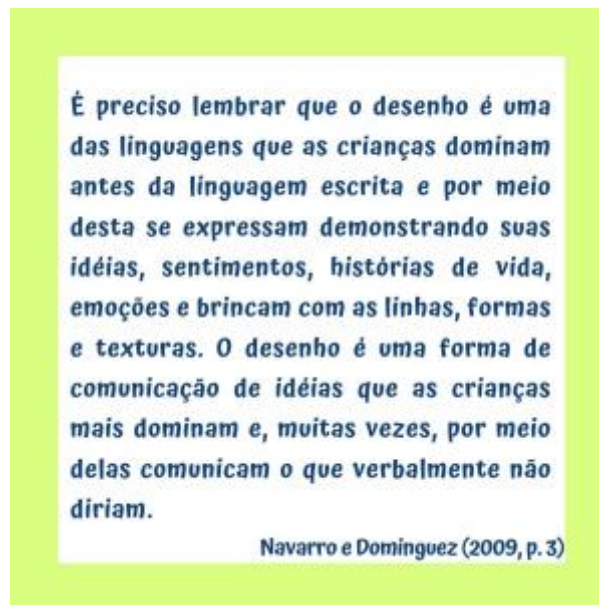 É preciso lembrar que o desenho é uma
das linguagens que as crianças dominam
antes da linguagem escrita e por meio
desta se expressam demonstrando suas
idéias, sentimentos, histórias de vida,
emoções e brincam com as linhas, formas
e texturas. O desenho é uma forma de
comunicação de idéias que as crianças
mais dominam e, muitas vezes, por meio
delas comunicam o que verbalmente não
diriam.
Navarro e Dominguez (2009, p. 3)